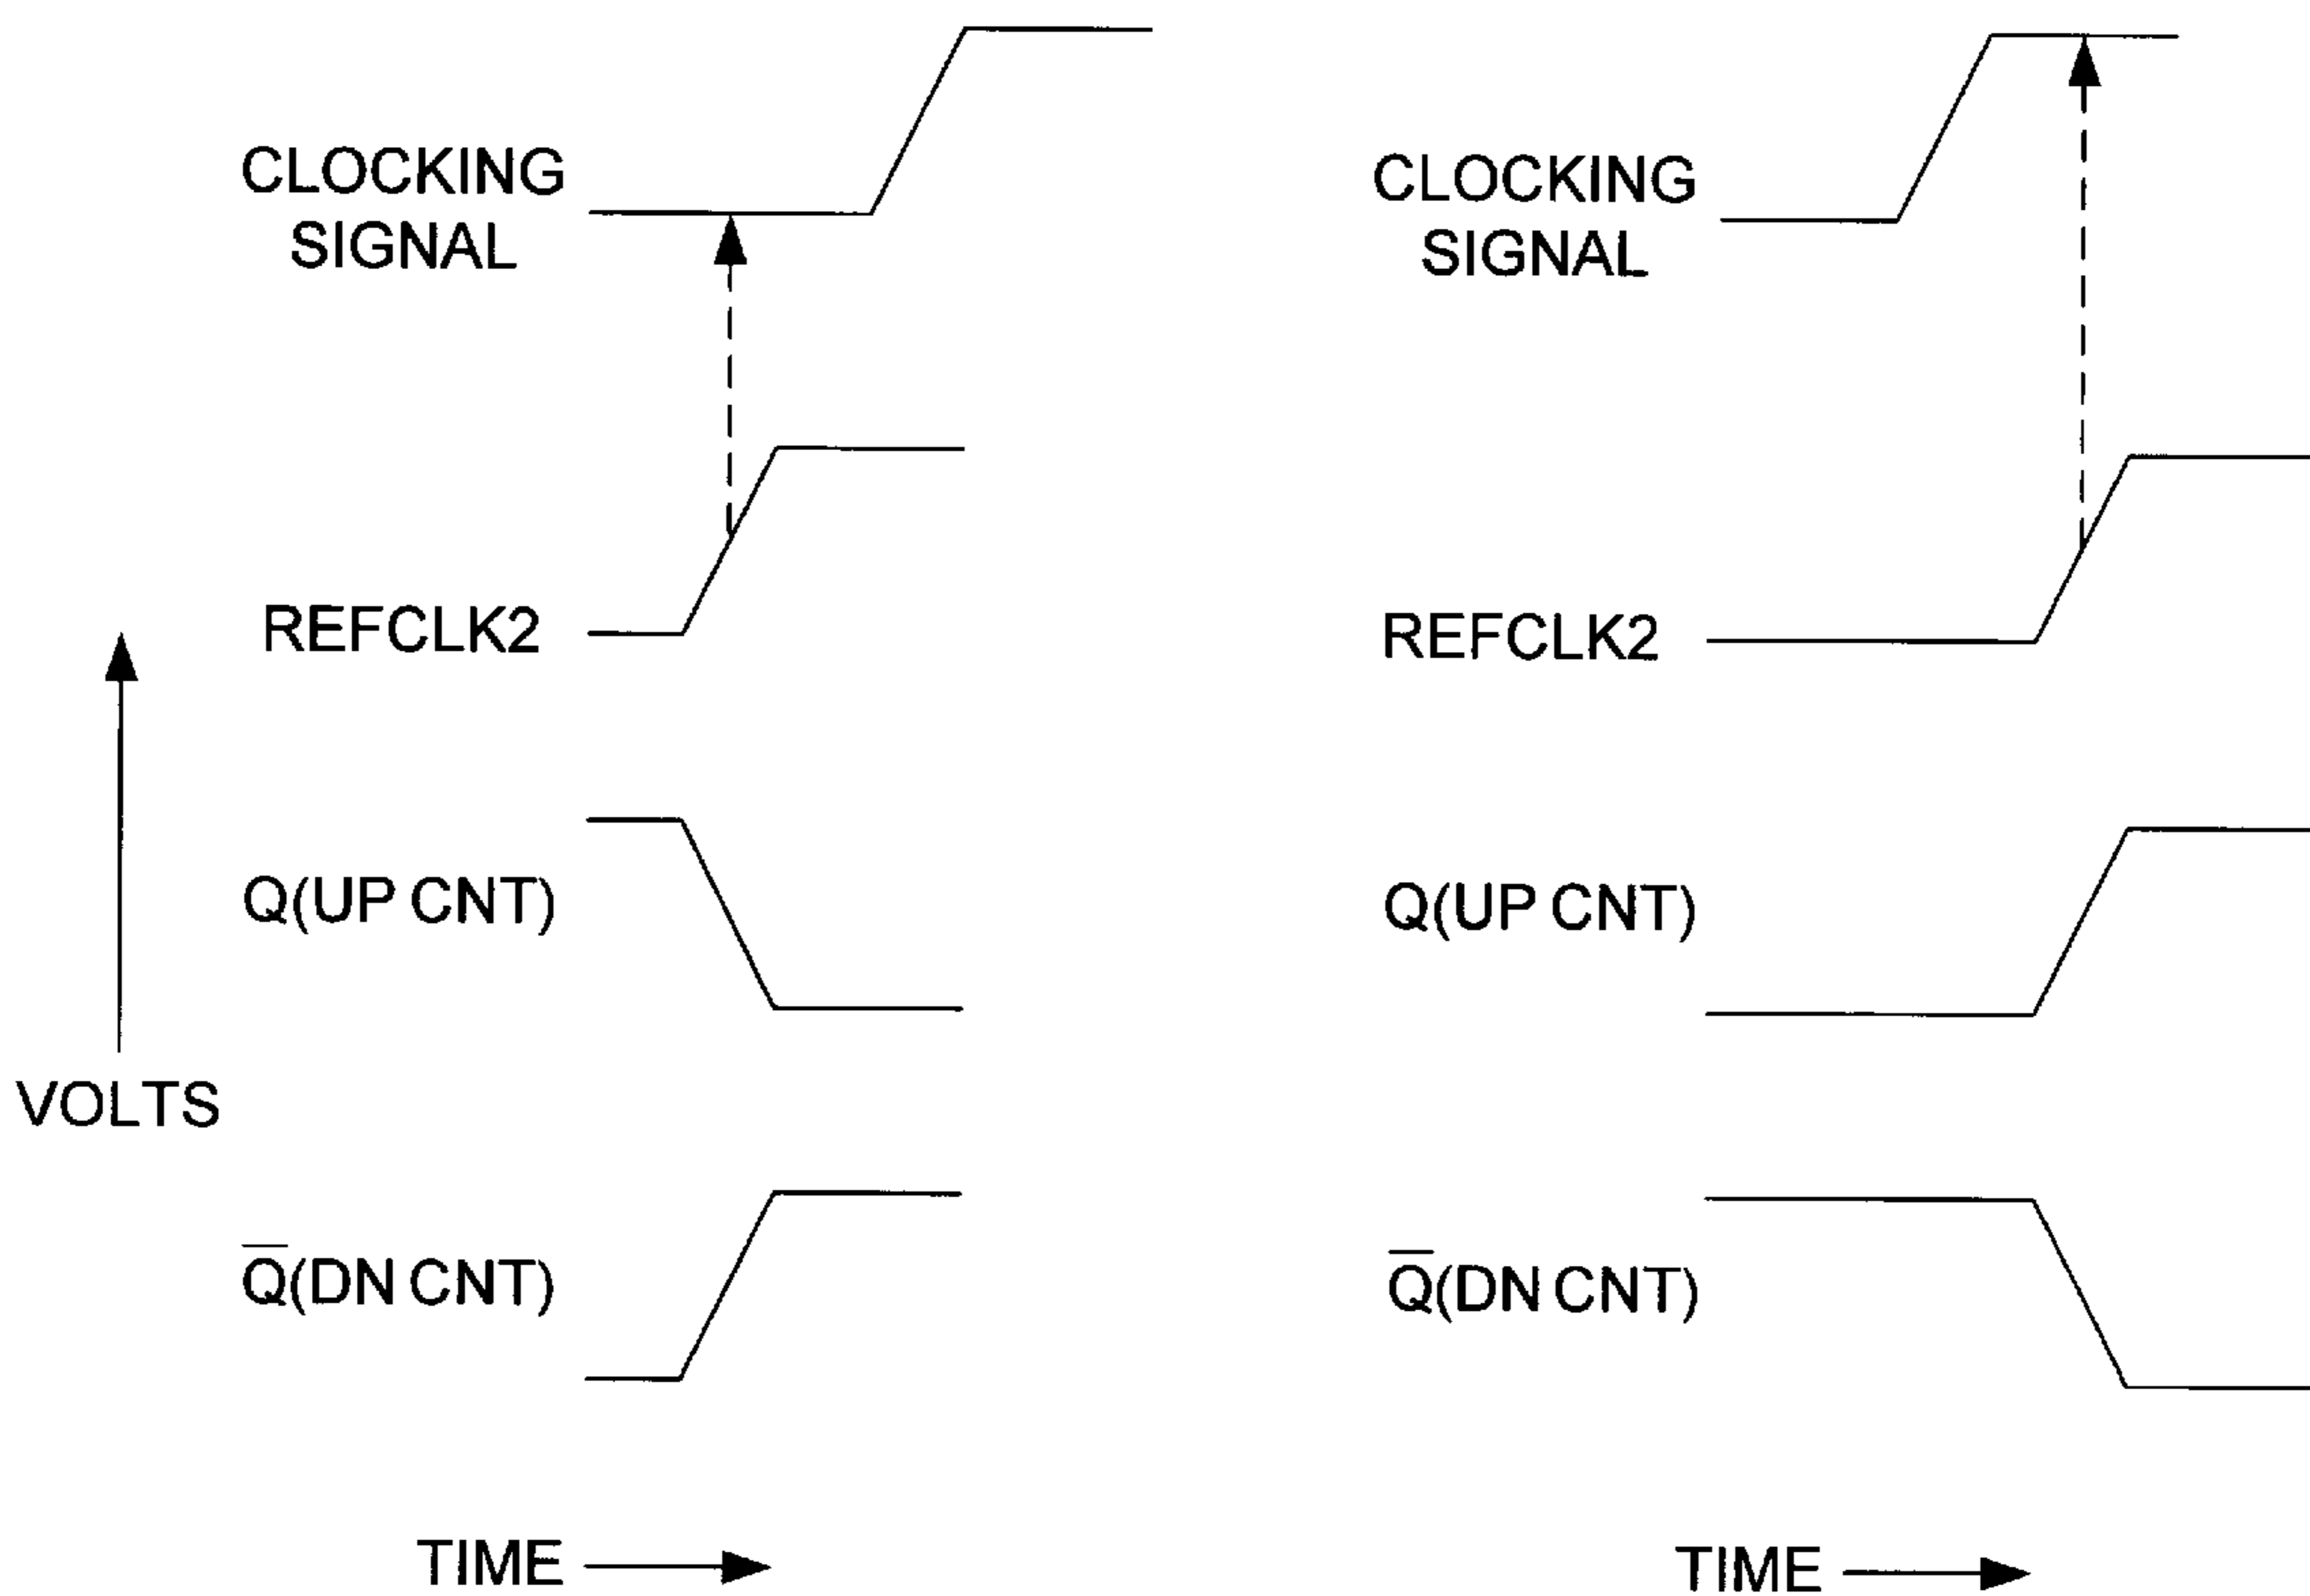 CLOCKING
SIGNAL
REFCLK2
Q(UP CNT)
VOLTS
Q̅(DN CNT)
TIME
CLOCKING
SIGNAL
REFCLK2
Q(UP CNT)
Q̅(DN CNT)
TIME